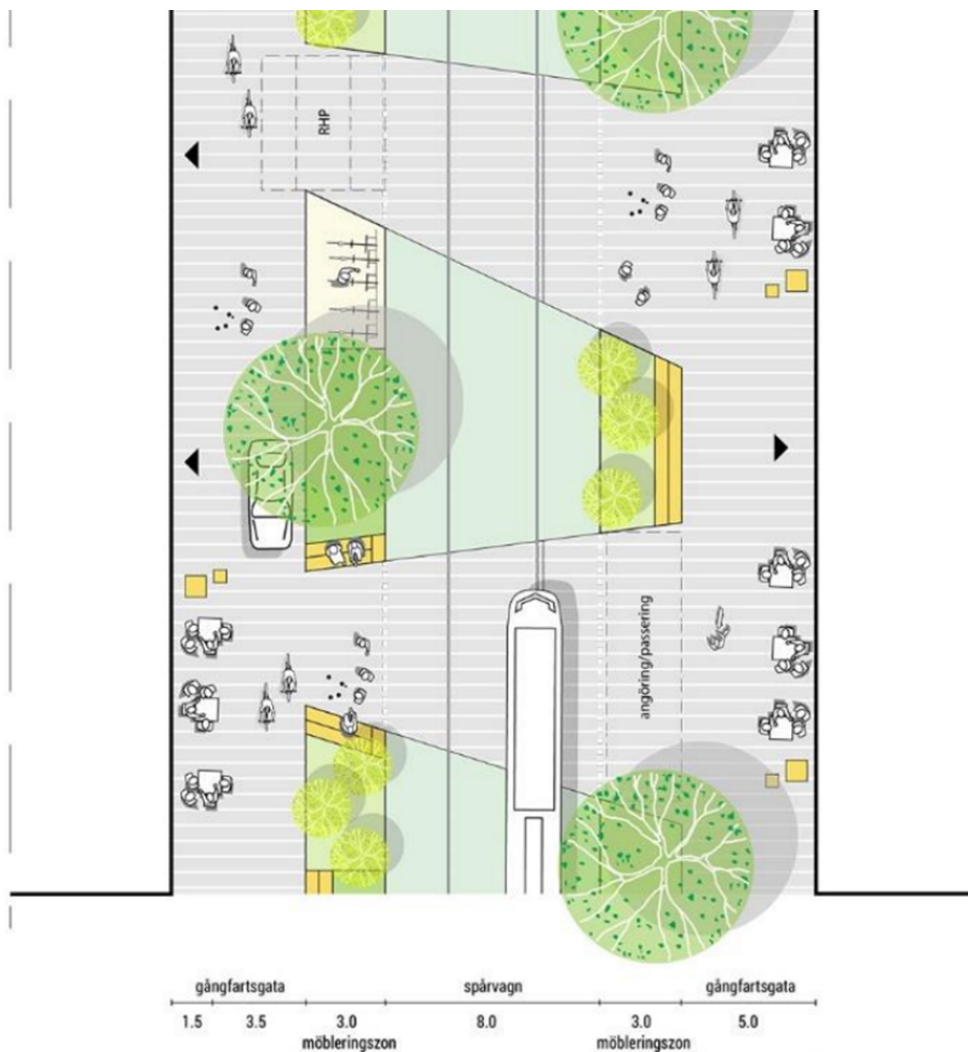 RHP
angöring/passering
gångfartsgata spårvagn gångfartsgata
1.5 3.5 3.0 8.0 3.0 5.0
möbleringszon möbleringszon